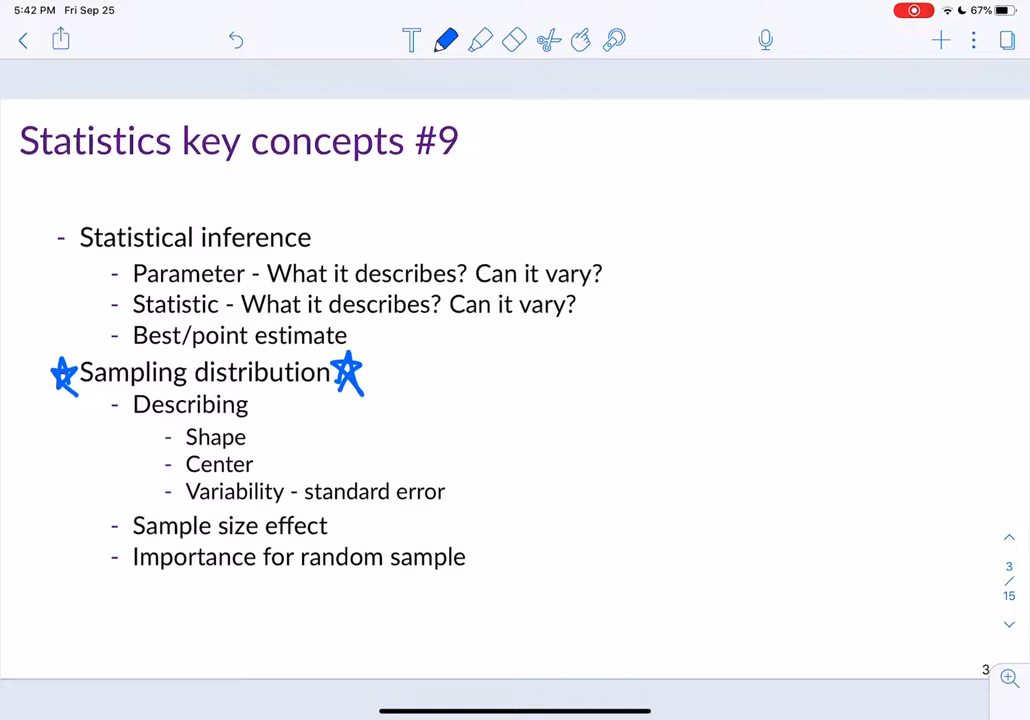 5:42 PM Fri Sep 25
67%
T
Statistics key concepts #9
- Statistical inference
- Parameter - What it describes? Can it vary?
- Statistic - What it describes? Can it vary?
- Best/point estimate
Sampling distribution
- Describing
- Shape
- Center
- Variability - standard error
- Sample size effect
- Importance for random sample
3
/
15
3